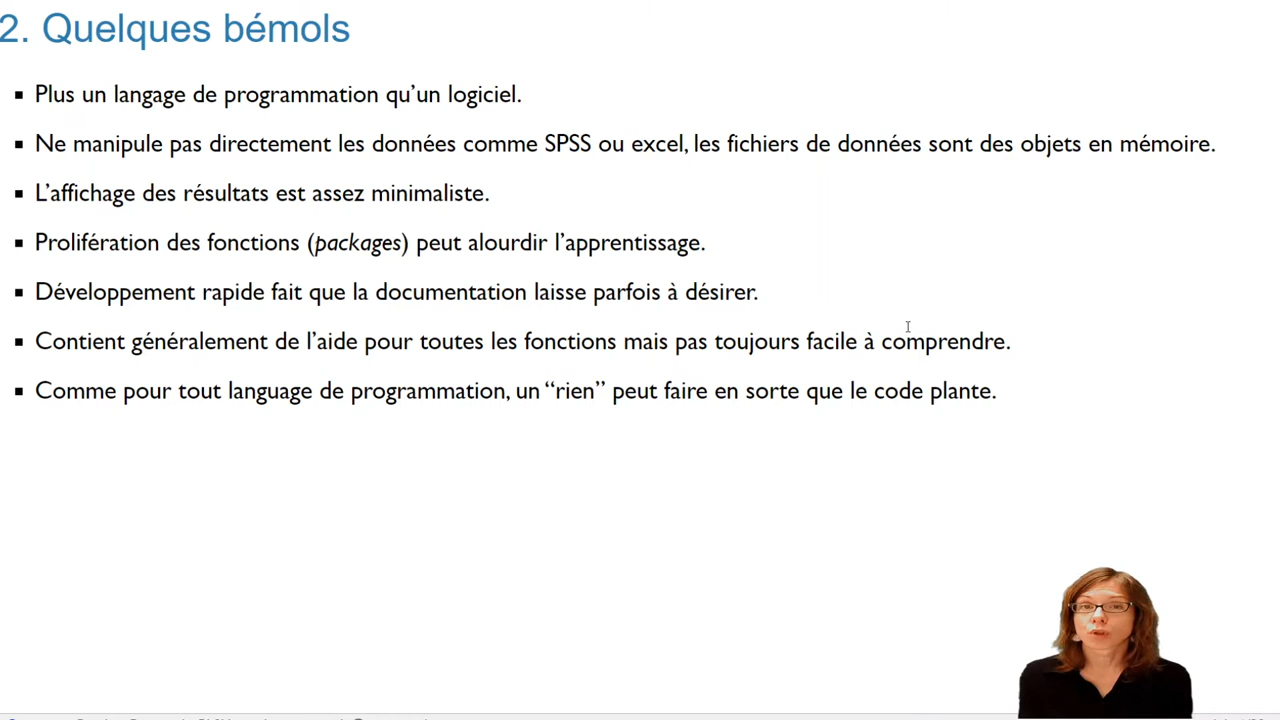 2. Quelques bémols
▪ Plus un langage de programmation qu’un logiciel.
▪ Ne manipule pas directement les données comme SPSS ou excel, les fichiers de données sont des objets en mémoire.
▪ L’affichage des résultats est assez minimaliste.
▪ Prolifération des fonctions (packages) peut alourdir l’apprentissage.
▪ Développement rapide fait que la documentation laisse parfois à désirer.
▪ Contient généralement de l’aide pour toutes les fonctions mais pas toujours facile à comprendre.
▪ Comme pour tout language de programmation, un “rien” peut faire en sorte que le code plante.